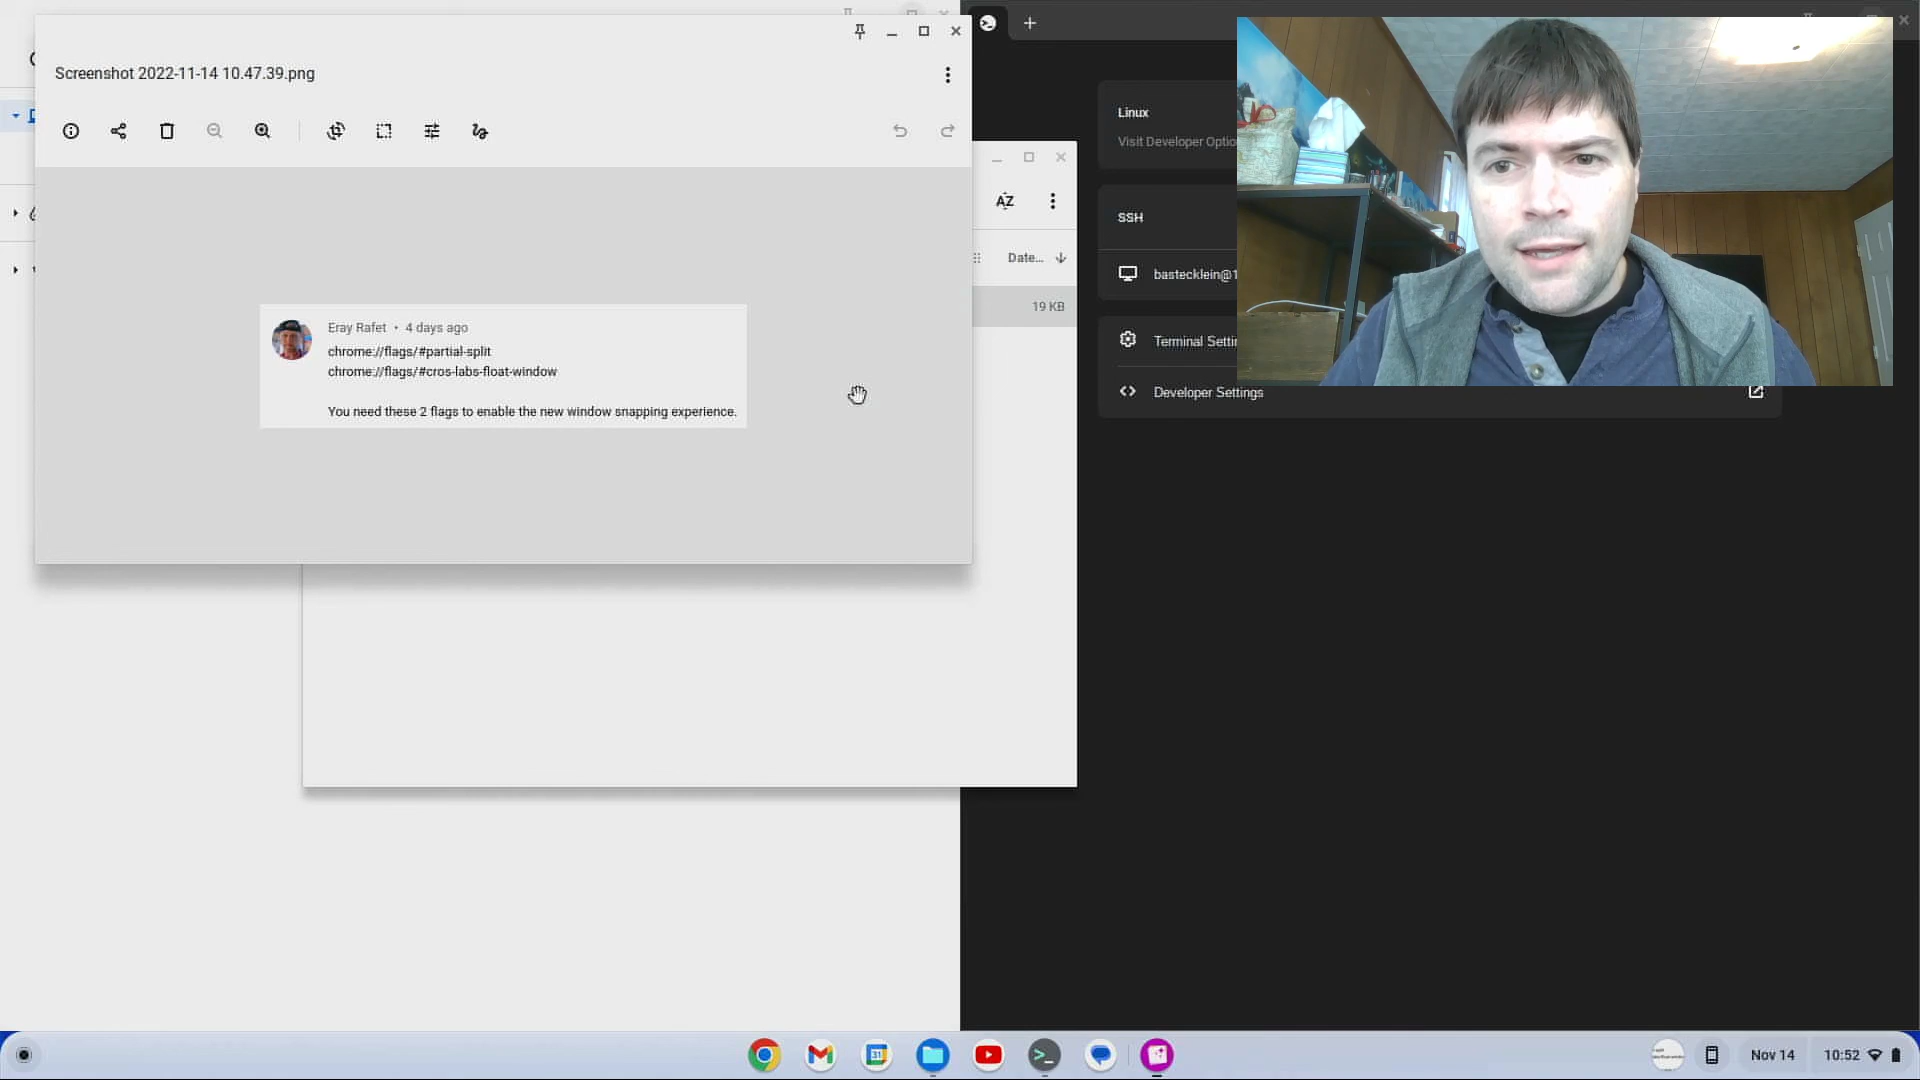 Screenshot 2022-11-14 10.47.39.png
Eray Rafet • 4 days ago
chrome://flags/#partial-split
chrome://flags/#cros-labs-float-window
You need these 2 flags to enable the new window snapping experience.
AZ
Date...
19 KB
Linux
Visit Developer Optio
SSH
bastecklein@1
Terminal Setti
Developer Settings
31
Nov 14
10:52